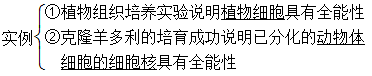 实例
①植物组织培养实验说明植物细胞具有全能性
②克隆羊多利的培育成功说明已分化的动物体
细胞的细胞核具有全能性